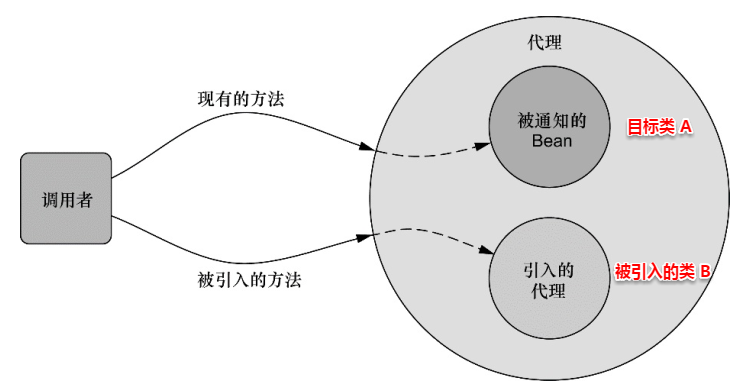 代理
现有的方法
被通知的
Bean
目标类 A
调用者
引入的
代理
被引入的类 B
被引入的方法